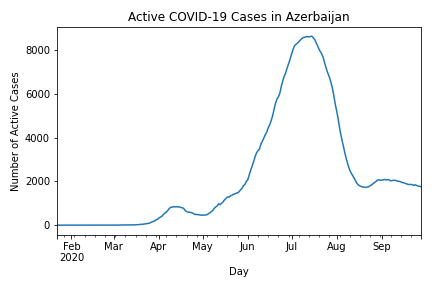 Active COVID-19 Cases in Azerbaijan
8000
6000
4000
2000
0
Number of Active Cases
Feb Mar Apr May Jun Jul Aug Sep
2020
Day